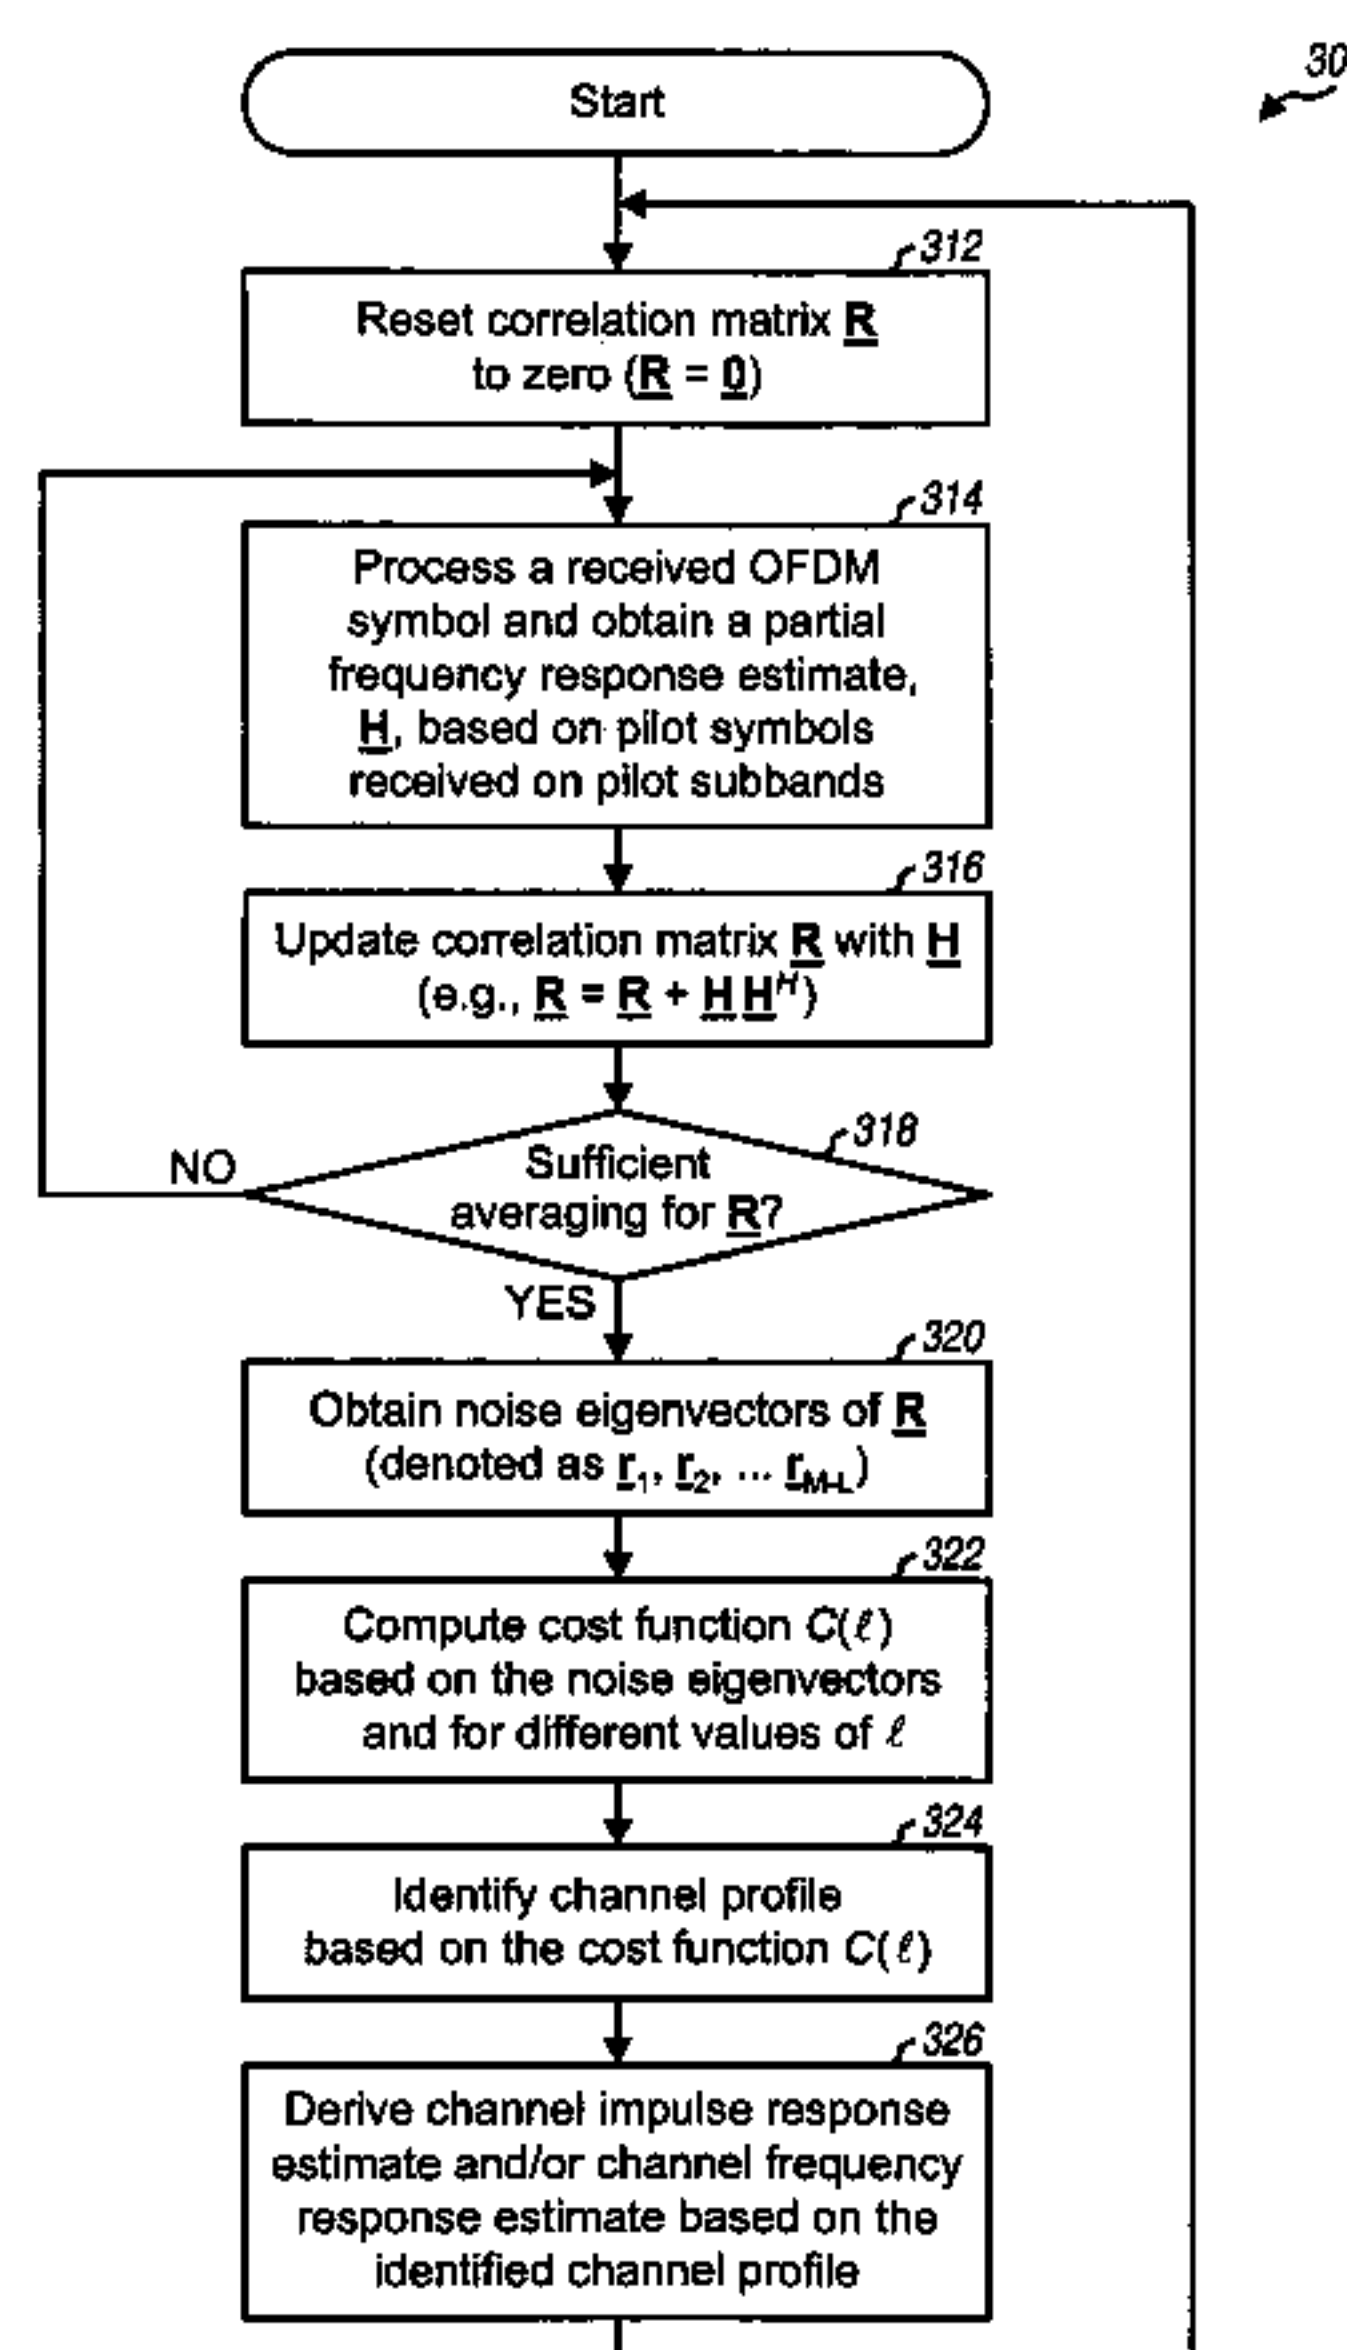 Start
30
312
Reset correlation matrix R
to zero (R = 0)
314
Process a received OFDM
symbol and obtain a partial
frequency response estimate,
H, based on pilot symbols
received on pilot subbands
316
Update correlation matrix R with H
(e.g., R = R + H H^H)
318
Sufficient
averaging for R?
NO
YES
320
Obtain noise eigenvectors of R
(denoted as r1, r2, ... rM-L)
322
Compute cost function C(ℓ)
based on the noise eigenvectors
and for different values of ℓ
324
Identify channel profile
based on the cost function C(ℓ)
326
Derive channel impulse response
estimate and/or channel frequency
response estimate based on the
identified channel profile